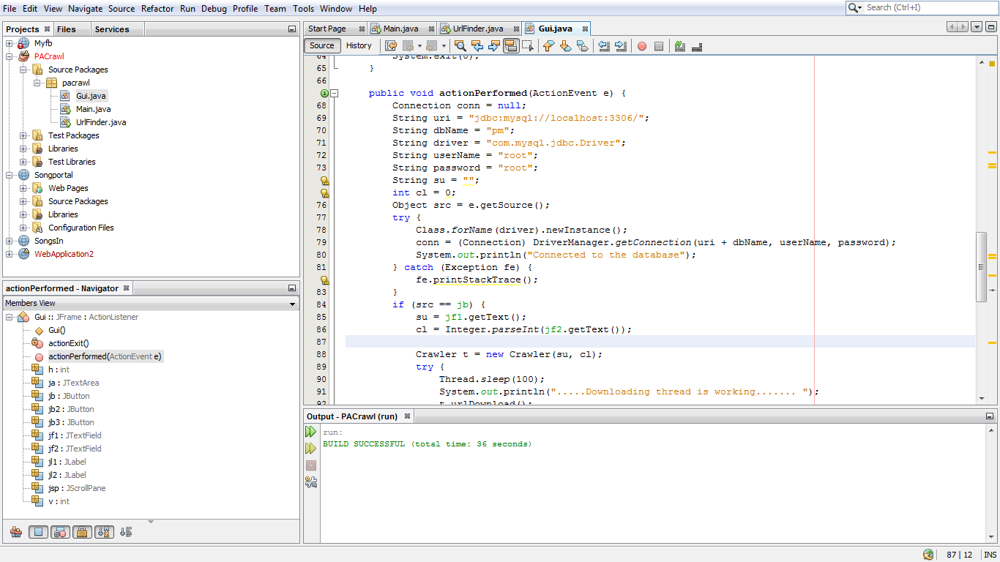 File Edit View Navigate Source Refactor Run Debug Profile Team Tools Window Help
Search (Ctrl+I)
Projects Files Services
Myfb
PACrawl
Source Packages
pacrawl
Gui.java
Main.java
UrlFinder.java
Test Packages
Libraries
Test Libraries
Songportal
Web Pages
Source Packages
Libraries
Configuration Files
SongsIn
WebApplication2
actionPerformed - Navigator
Members View
Gui :: JFrame : ActionListener
Gui()
actionExit()
actionPerformed(ActionEvent e)
h : int
ja : JTextArea
jb : JButton
jb2 : JButton
jb3 : JButton
jf1 : JTextField
jf2 : JTextField
jl1 : JLabel
jl2 : JLabel
jsp : JScrollPane
v : int
Start Page Main.java UrlFinder.java Gui.java
Source History
64 System.exit(0);
65 }
66
public void actionPerformed(ActionEvent e) {
68 Connection conn = null;
69 String uri = "jdbc:mysql://localhost:3306/";
70 String dbName = "pm";
71 String driver = "com.mysql.jdbc.Driver";
72 String userName = "root";
73 String password = "root";
String su = "";
int cl = 0;
76 Object src = e.getSource();
77 try {
78 Class.forName(driver).newInstance();
79 conn = (Connection) DriverManager.getConnection(uri + dbName, userName, password);
80 System.out.println("Connected to the database");
81 } catch (Exception fe) {
fe.printStackTrace();
83 }
84 if (src == jb) {
85 su = jf1.getText();
86 cl = Integer.parseInt(jf2.getText());
87
88 Crawler t = new Crawler(su, cl);
89 try {
90 Thread.sleep(100);
91 System.out.println(".....Downloading thread is working....... ");
92 t.urlDownload();
Output - PACrawl (run)
run:
BUILD SUCCESSFUL (total time: 36 seconds)
87 | 12 INS